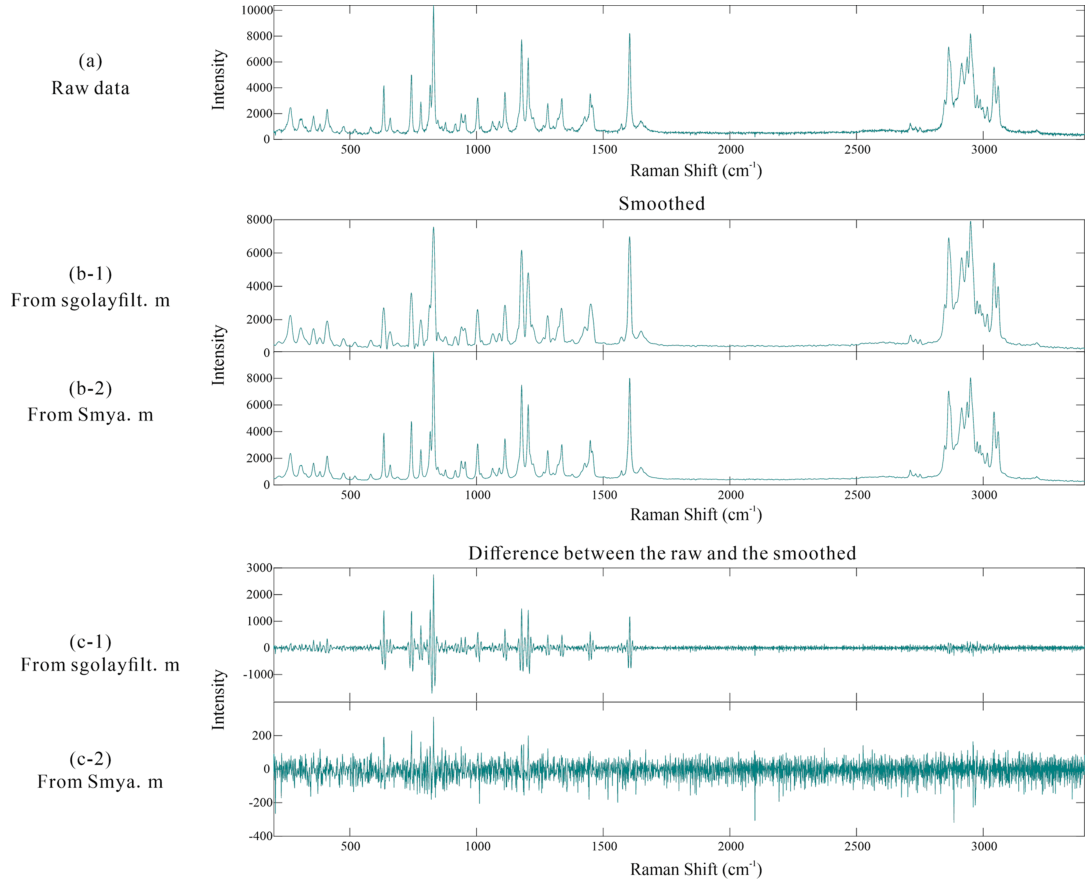 (a)
Raw data
Intensity
10000
8000
6000
4000
2000
0
500
1000
1500
2000
2500
3000
Raman Shift (cm⁻¹)
Smoothed
(b-1)
From sgolayfilt. m
8000
6000
4000
2000
0
Intensity
(b-2)
From Smya. m
8000
6000
4000
2000
0
500
1000
1500
2000
2500
3000
Raman Shift (cm⁻¹)
Difference between the raw and the smoothed
(c-1)
From sgolayfilt. m
3000
2000
1000
0
-1000
Intensity
(c-2)
From Smya. m
200
0
-200
-400
500
1000
1500
2000
2500
3000
Raman Shift (cm⁻¹)